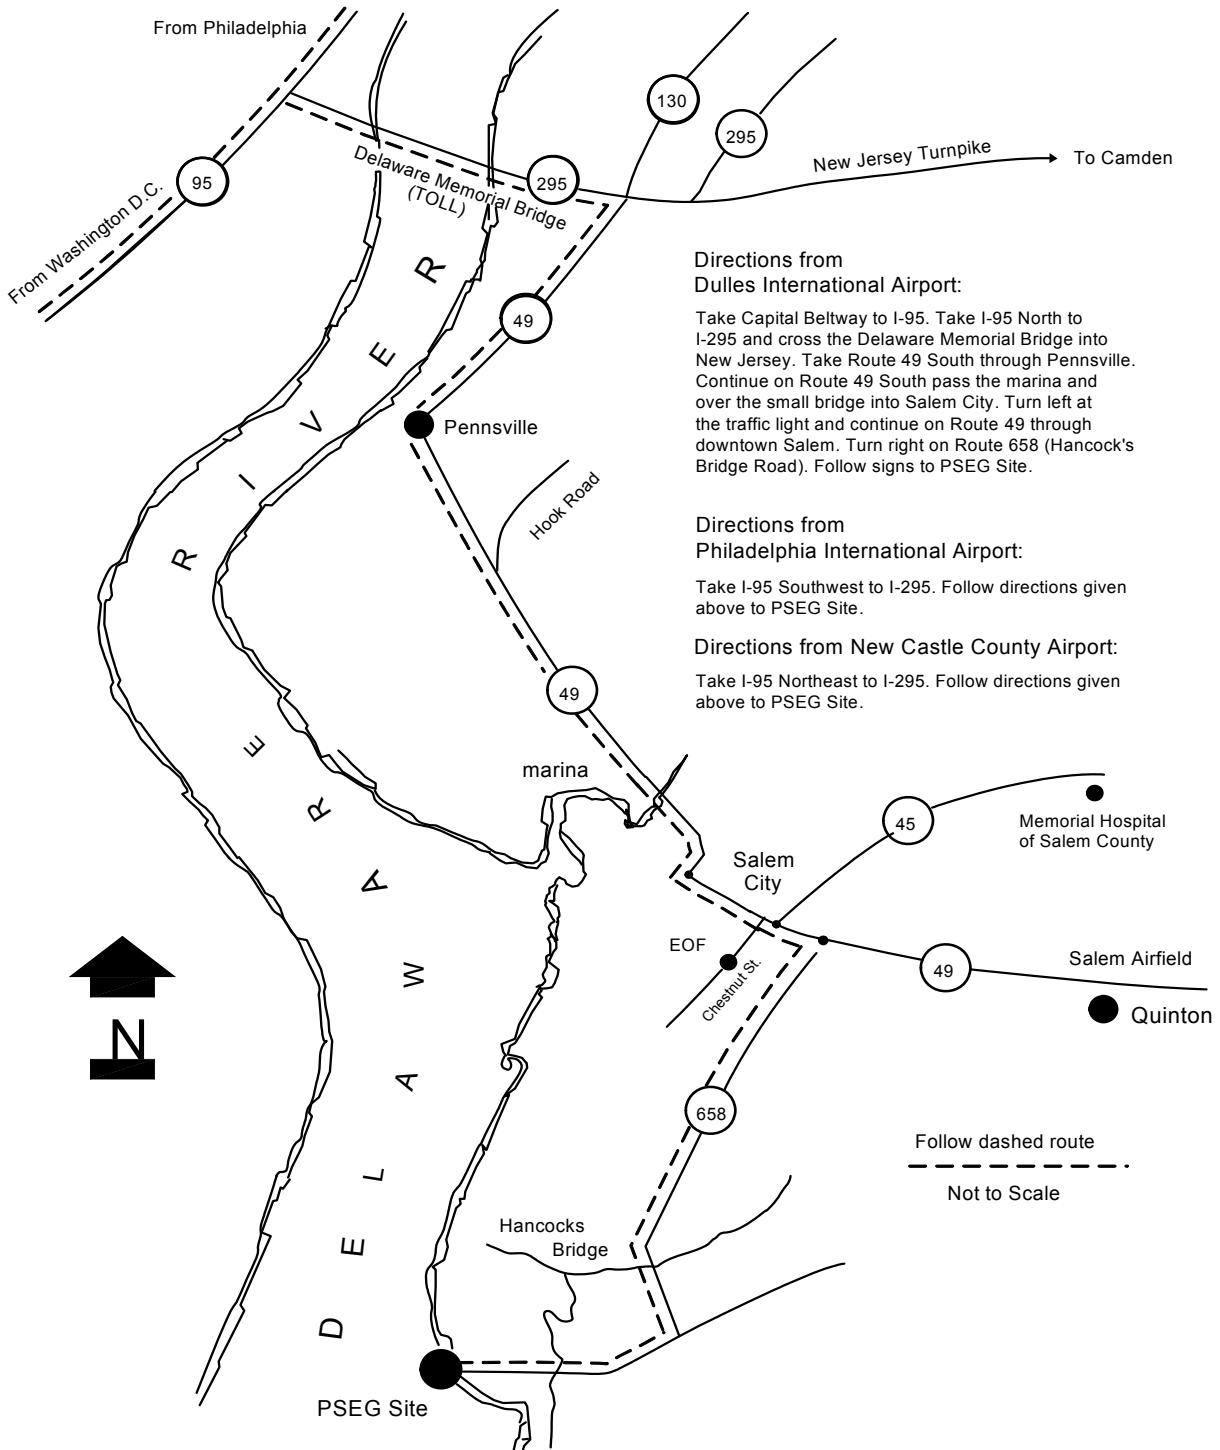 From Philadelphia
130
295
New Jersey Turnpike
To Camden
Delaware Memorial Bridge
(TOLL)
295
95
From Washington D.C.
49
Directions from
Dulles International Airport:
Take Capital Beltway to I-95. Take I-95 North to
I-295 and cross the Delaware Memorial Bridge into
New Jersey. Take Route 49 South through Pennsville.
Continue on Route 49 South pass the marina and
over the small bridge into Salem City. Turn left at
the traffic light and continue on Route 49 through
downtown Salem. Turn right on Route 658 (Hancock's
Bridge Road). Follow signs to PSEG Site.
Pennsville
Hook Road
Directions from
Philadelphia International Airport:
Take I-95 Southwest to I-295. Follow directions given
above to PSEG Site.
Directions from New Castle County Airport:
Take I-95 Northeast to I-295. Follow directions given
above to PSEG Site.
49
marina
45
Memorial Hospital
of Salem County
Salem
City
EOF
Chestnut St.
49
Salem Airfield
Quinton
DELAWARE RIVER
N
658
Follow dashed route
Not to Scale
Hancocks
Bridge
PSEG Site